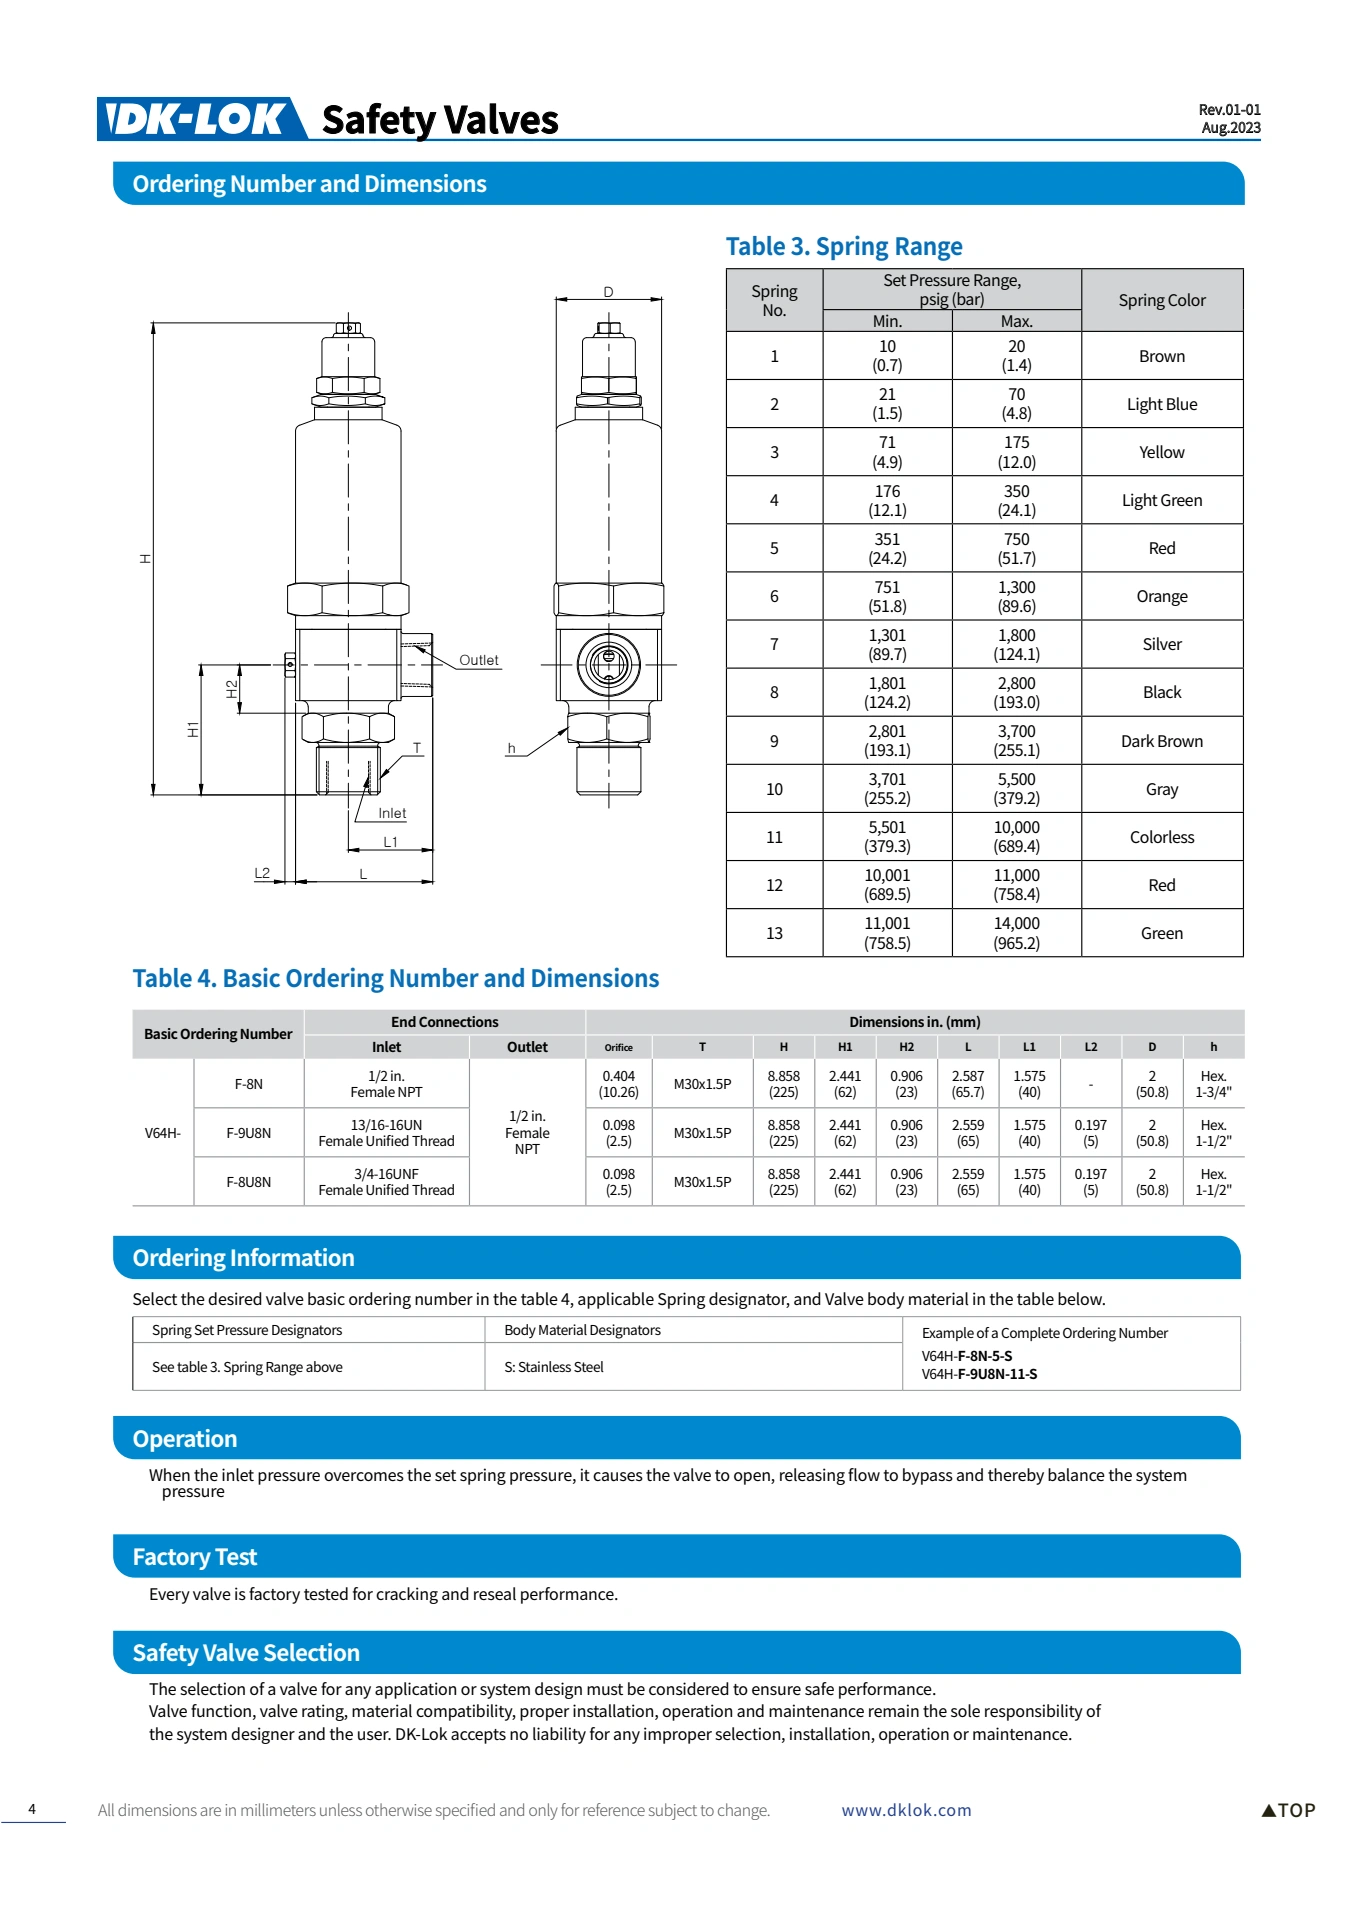 DK-LOK Safety Valves
Rev.01-01
Aug.2023
Ordering Number and Dimensions
D
H
H1
H2
Outlet
T
h
Inlet
L1
L2
L
Table 3. Spring Range
Spring No. Set Pressure Range, psig (bar) Spring Color
Min. Max.
1 10 (0.7) 20 (1.4) Brown
2 21 (1.5) 70 (4.8) Light Blue
3 71 (4.9) 175 (12.0) Yellow
4 176 (12.1) 350 (24.1) Light Green
5 351 (24.2) 750 (51.7) Red
6 751 (51.8) 1,300 (89.6) Orange
7 1,301 (89.7) 1,800 (124.1) Silver
8 1,801 (124.2) 2,800 (193.0) Black
9 2,801 (193.1) 3,700 (255.1) Dark Brown
10 3,701 (255.2) 5,500 (379.2) Gray
11 5,501 (379.3) 10,000 (689.4) Colorless
12 10,001 (689.5) 11,000 (758.4) Red
13 11,001 (758.5) 14,000 (965.2) Green
Table 4. Basic Ordering Number and Dimensions
Basic Ordering Number End Connections Dimensions in. (mm)
Inlet Outlet Orifice T H H1 H2 L L1 L2 D h
V64H- F-8N 1/2 in. Female NPT 1/2 in. Female NPT 0.404 (10.26) M30x1.5P 8.858 (225) 2.441 (62) 0.906 (23) 2.587 (65.7) 1.575 (40) - 2 (50.8) Hex. 1-3/4"
F-9U8N 13/16-16UN Female Unified Thread 0.098 (2.5) M30x1.5P 8.858 (225) 2.441 (62) 0.906 (23) 2.559 (65) 1.575 (40) 0.197 (5) 2 (50.8) Hex. 1-1/2"
F-8U8N 3/4-16UNF Female Unified Thread 0.098 (2.5) M30x1.5P 8.858 (225) 2.441 (62) 0.906 (23) 2.559 (65) 1.575 (40) 0.197 (5) 2 (50.8) Hex. 1-1/2"
Ordering Information
Select the desired valve basic ordering number in the table 4, applicable Spring designator, and Valve body material in the table below.
Spring Set Pressure Designators Body Material Designators Example of a Complete Ordering Number
See table 3. Spring Range above S: Stainless Steel
V64H-F-8N-5-S
V64H-F-9U8N-11-S
Operation
When the inlet pressure overcomes the set spring pressure, it causes the valve to open, releasing flow to bypass and thereby balance the system
pressure
Factory Test
Every valve is factory tested for cracking and reseal performance.
Safety Valve Selection
The selection of a valve for any application or system design must be considered to ensure safe performance.
Valve function, valve rating, material compatibility, proper installation, operation and maintenance remain the sole responsibility of
the system designer and the user. DK-Lok accepts no liability for any improper selection, installation, operation or maintenance.
4 All dimensions are in millimeters unless otherwise specified and only for reference subject to change. www.dklok.com ▲TOP